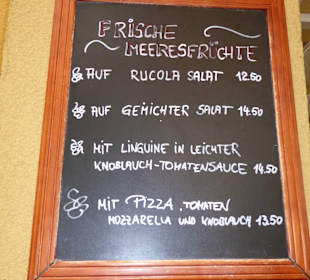 FRISCHE
MEERESFRÜCHTE
AUF RUCOLA SALAT 12.50
AUF GEMICHTER SALAT 14.50
MIT LINGUINE IN LEICHTER
KNOBLAUCH-TOMATENSAUCE 14.50
MIT PIZZA, TOMATEN
MOZZARELLA UND KNOBLAUCH 13.50